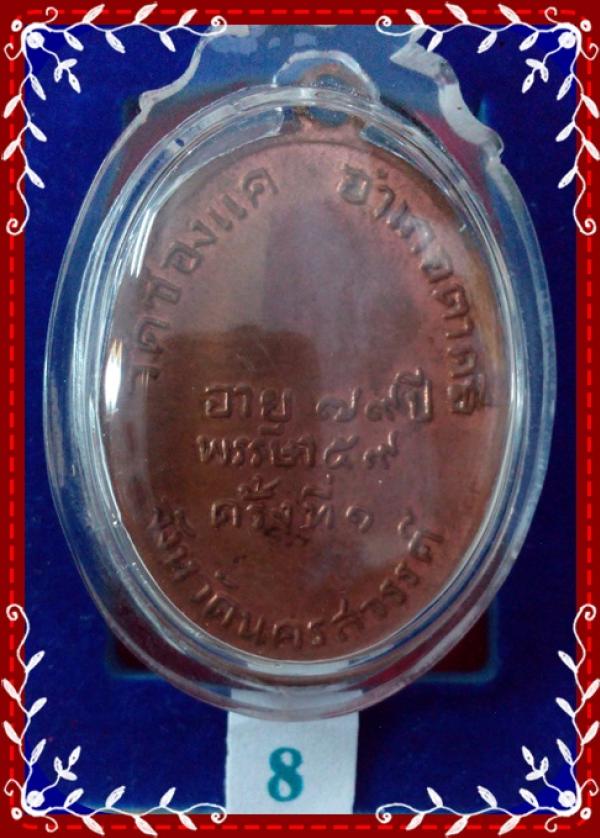 วัดช่องแค อำเภอตาคลี
อายุ ๗๙ ปี
พรรษา ๕๙
ครั้งที่ ๑
จังหวัดนครสวรรค์
8